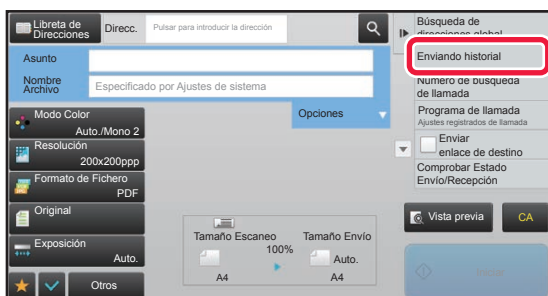 Libreta de
Direcciones
Direcc.
Pulsar para introducir la dirección
Asunto
Nombre
Archivo
Especificado por Ajustes de sistema
Opciones
Modo Color
Auto./Mono 2
Resolución
200x200ppp
Formato de Fichero
PDF
Original
Exposición
Auto.
Otros
Tamaño Escaneo
100%
Tamaño Envío
Auto.
A4
A4
Búsqueda de
direcciones global
Enviando historial
Número de búsqueda
de llamada
Programa de llamada
Ajustes registrados de llamada
Enviar
enlace de destino
Comprobar Estado
Envío/Recepción
Vista previa
CA
Iniciar